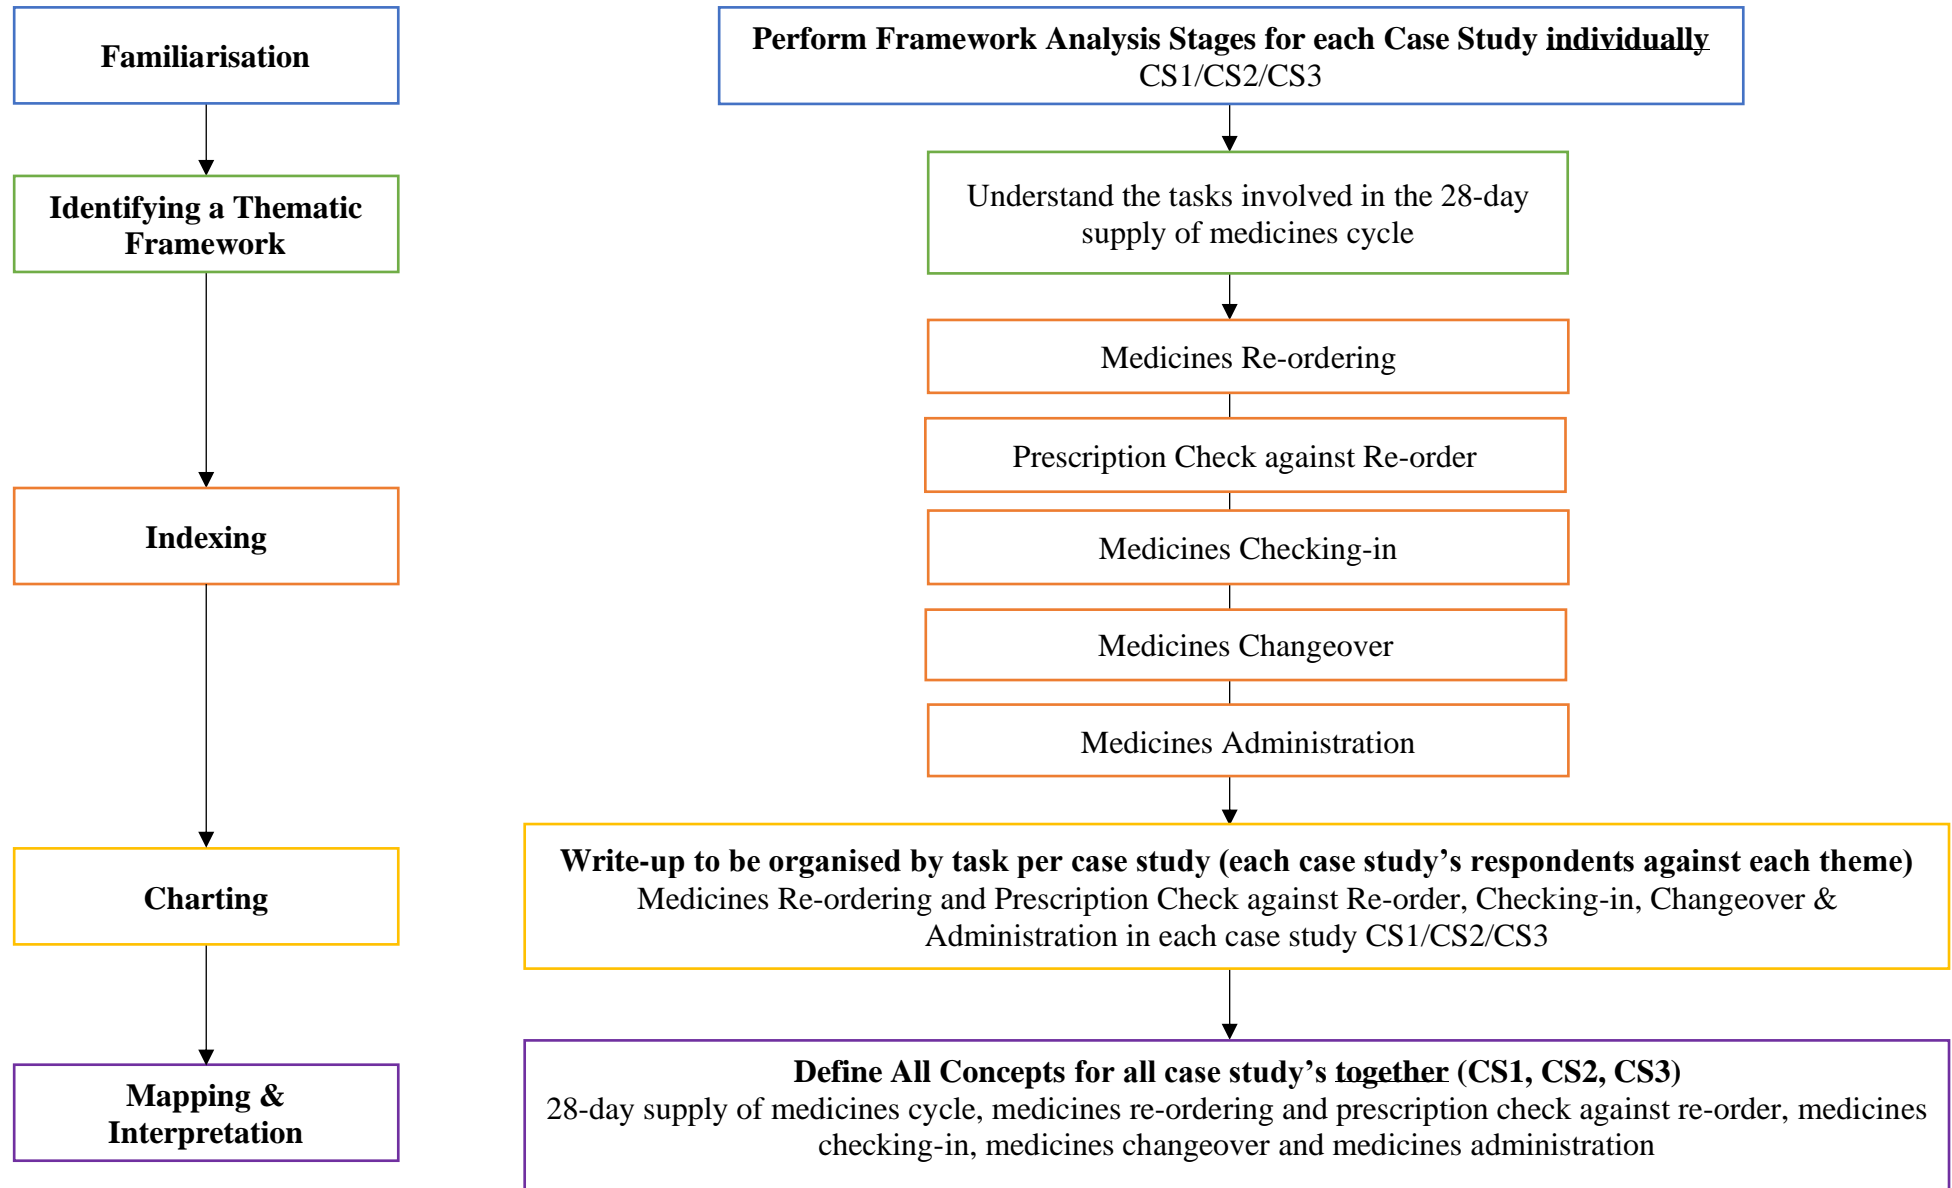 Familiarisation
Perform Framework Analysis Stages for each Case Study individually
CS1/CS2/CS3
Identifying a Thematic
Framework
Understand the tasks involved in the 28-day
supply of medicines cycle
Medicines Re-ordering
Prescription Check against Re-order
Indexing
Medicines Checking-in
Medicines Changeover
Medicines Administration
Charting
Write-up to be organised by task per case study (each case study’s respondents against each theme)
Medicines Re-ordering and Prescription Check against Re-order, Checking-in, Changeover &
Administration in each case study CS1/CS2/CS3
Mapping &
Interpretation
Define All Concepts for all case study’s together (CS1, CS2, CS3)
28-day supply of medicines cycle, medicines re-ordering and prescription check against re-order, medicines
checking-in, medicines changeover and medicines administration